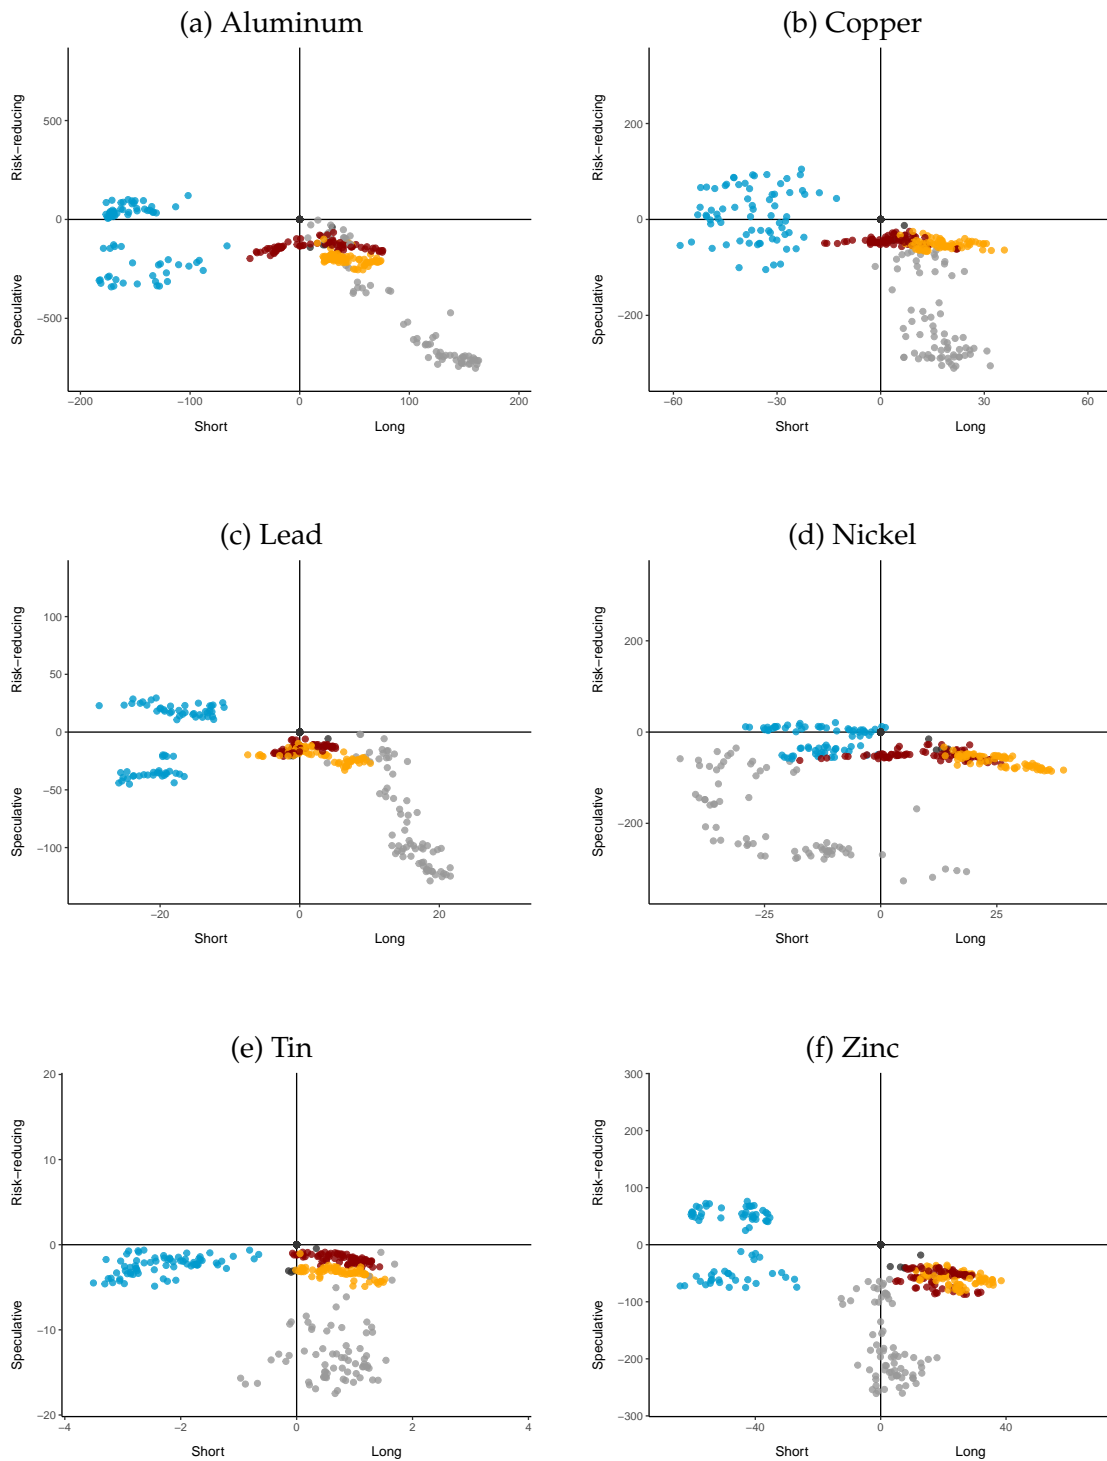 (a) Aluminum
Risk−reducing
Speculative
500
0
−500
−200
−100
0
100
200
Short
Long
(b) Copper
Risk−reducing
Speculative
200
0
−200
−60
−30
0
30
60
Short
Long
(c) Lead
Risk−reducing
Speculative
100
50
0
−50
−100
−20
0
20
Short
Long
(d) Nickel
Risk−reducing
Speculative
200
0
−200
−25
0
25
Short
Long
(e) Tin
Risk−reducing
Speculative
20
10
0
−10
−20
−4
−2
0
2
4
Short
Long
(f) Zinc
Risk−reducing
Speculative
300
200
100
0
−100
−200
−300
−40
0
40
Short
Long